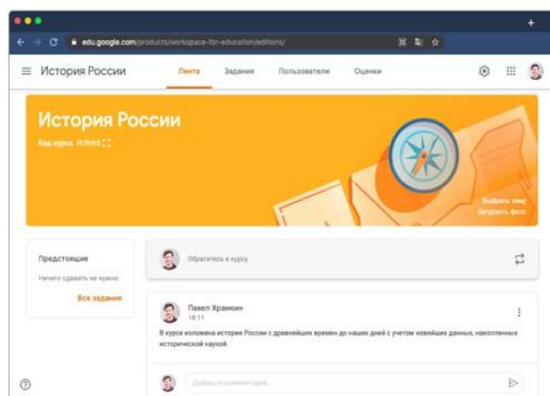 edu.google.com/products/workspace-for-education/editions/
История России
Лента
Задания
Пользователи
Оценки
История России
Код курса
Выбрать тему
Загрузить фото
Предстоящие
Ничего сдавать не нужно
Все задания
Обратитесь к курсу
Павел Храмкин
18:11
В курсе изложена история России с древнейших времен до наших дней с учетом новейших данных, накопленных
исторической наукой.
Добавьте комментарий...